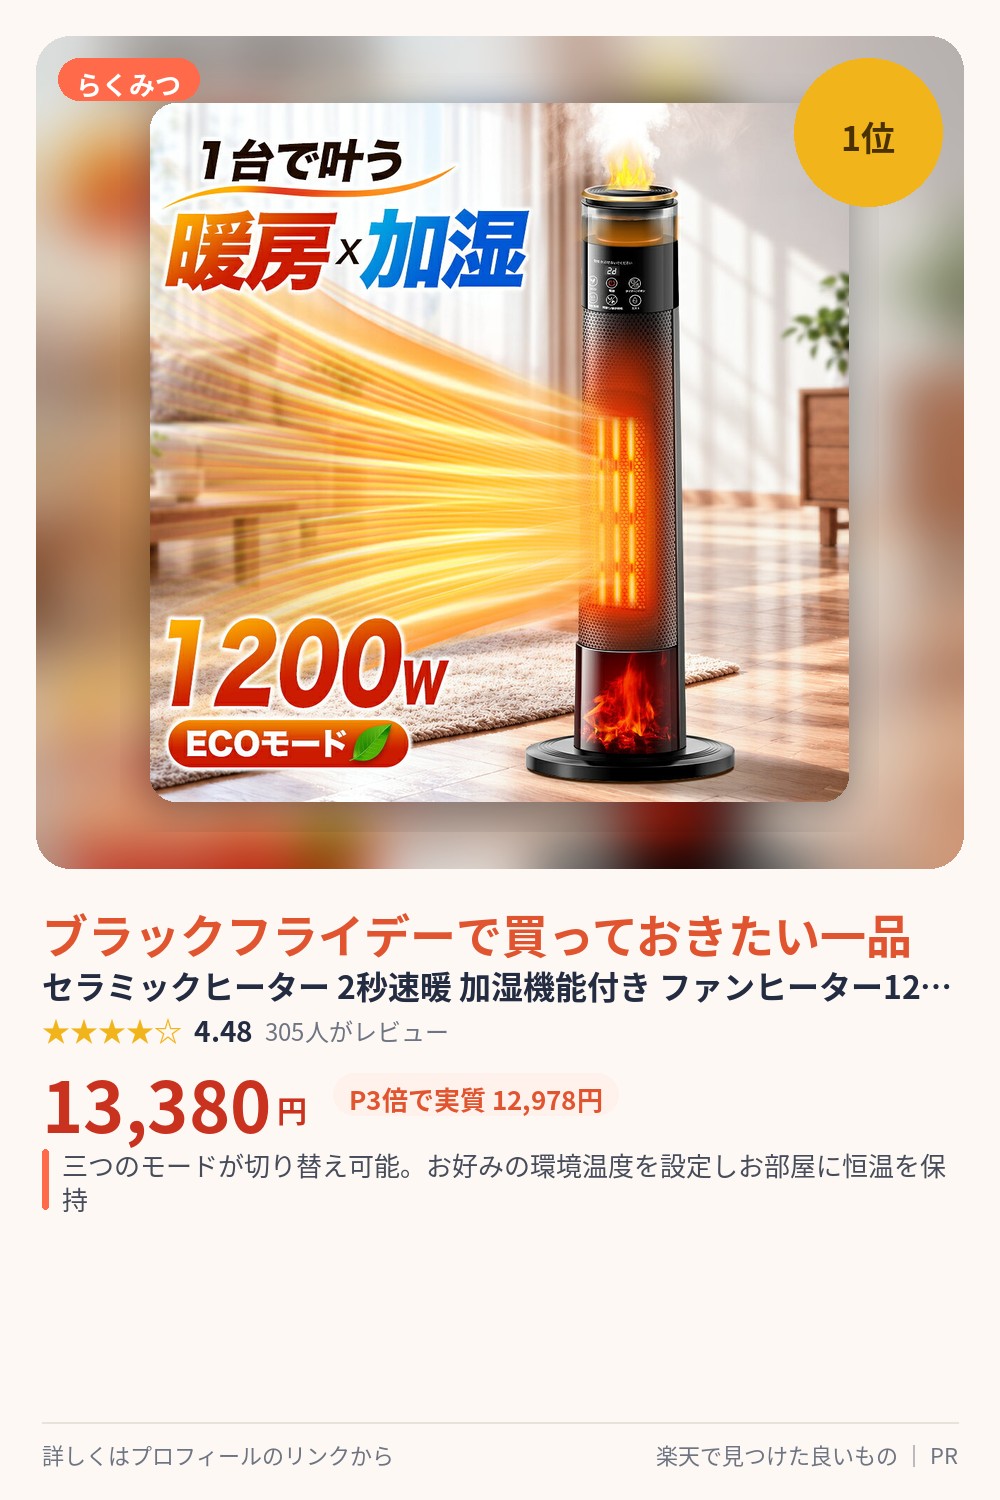 らくみつ
1位
1台で叶う
暖房x加湿
1200W
ECOモード
ブラックフライデーで買っておきたい一品
セラミックヒーター 2秒速暖 加湿機能付き ファンヒーター12…
★★★★☆ 4.48 305人がレビュー
13,380円 P3倍で実質 12,978円
三つのモードが切り替え可能。お好みの環境温度を設定しお部屋に恒温を保
持
詳しくはプロフィールのリンクから
楽天で見つけた良いもの | PR